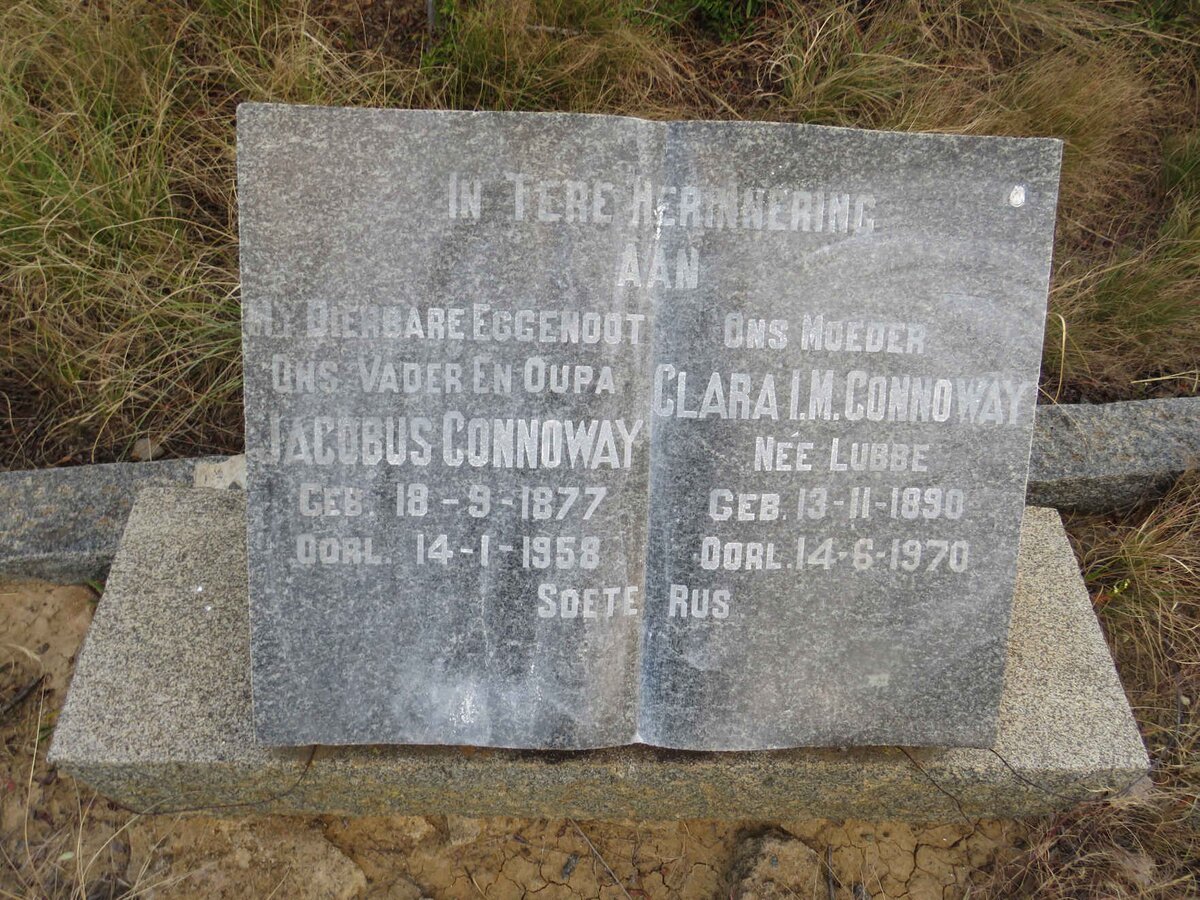 IN TERE HERINNERING
AAN
MY DIERBARE EGGENOOT
ONS VADER EN OUPA
JACOBUS CONNOWAY
GEB. 18-9-1877
OORL. 14-1-1958
ONS MOEDER
CLARA I.M. CONNOWAY
NÉE LUBBE
GEB. 13-11-1890
OORL. 14-6-1970
SOETE RUS